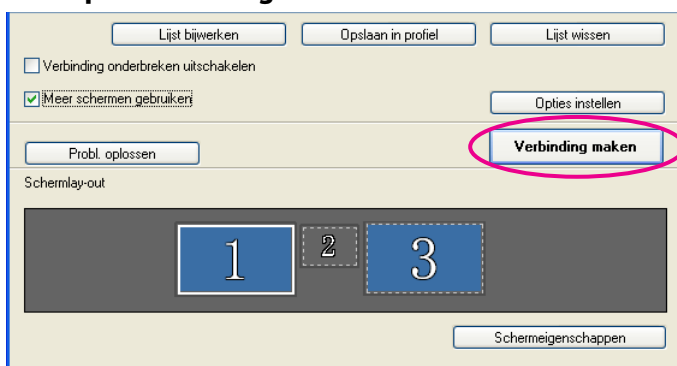 Lijst bijwerken Opslaan in profiel Lijst wissen
Verbinding onderbreken uitschakelen
Meer schermen gebruiken Opties instellen
Probl. oplossen Verbinding maken
Schermlay-out
1 2 3
Schermeigenschappen